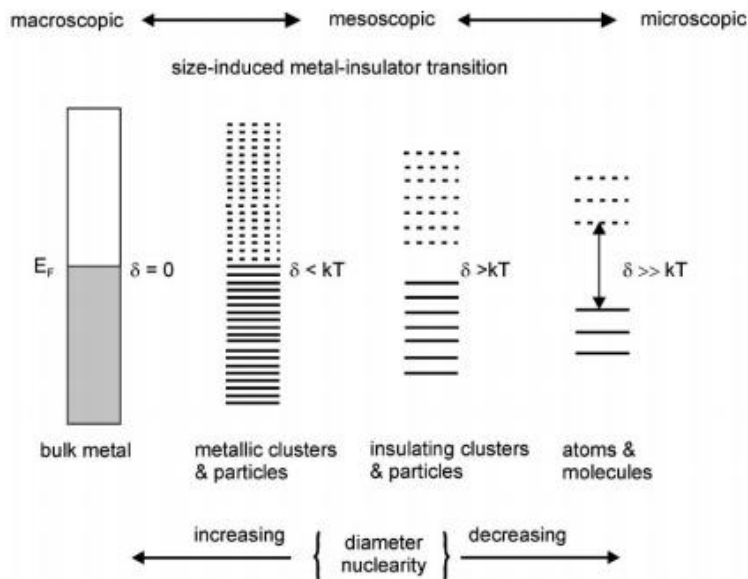 macroscopic mesoscopic microscopic
size-induced metal-insulator transition
E_F δ = 0 δ < kT δ >kT δ >> kT
bulk metal metallic clusters insulating clusters atoms &
& particles & particles molecules
increasing { diameter } decreasing
nuclearity